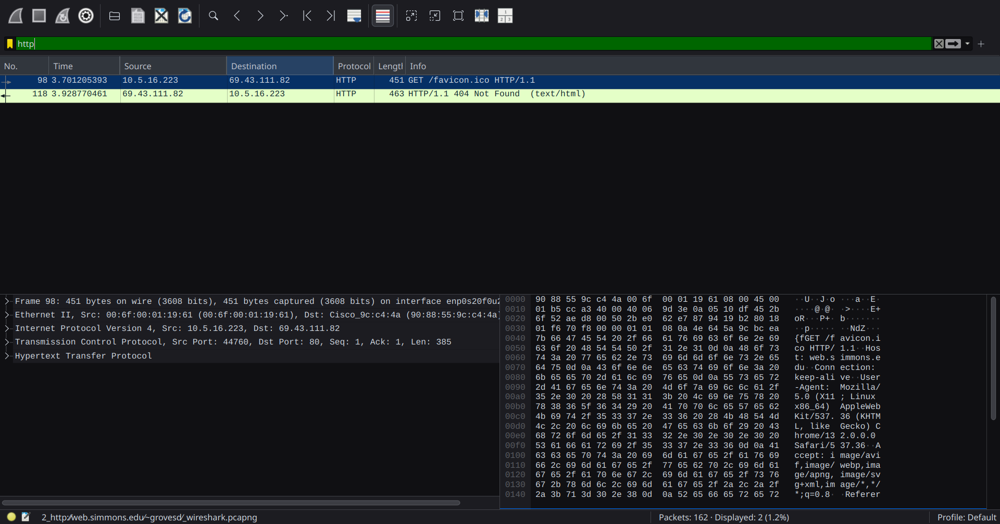 http
No. Time Source Destination Protocol Lengtl Info
98 3.701205393 10.5.16.223 69.43.111.82 HTTP 451 GET /favicon.ico HTTP/1.1
118 3.928770461 69.43.111.82 10.5.16.223 HTTP 463 HTTP/1.1 404 Not Found (text/html)
Frame 98: 451 bytes on wire (3608 bits), 451 bytes captured (3608 bits) on interface enp0s20f0u2
Ethernet II, Src: 00:6f:00:01:19:61 (00:6f:00:01:19:61), Dst: Cisco_9c:c4:4a (90:88:55:9c:c4:4a)
Internet Protocol Version 4, Src: 10.5.16.223, Dst: 69.43.111.82
Transmission Control Protocol, Src Port: 44760, Dst Port: 80, Seq: 1, Ack: 1, Len: 385
Hypertext Transfer Protocol
0000 90 88 55 9c c4 4a 00 6f 00 01 19 61 08 00 45 00 ··U··J·o ···a··E·
0010 01 b5 cc a3 40 00 40 06 9d 3e 0a 05 10 df 45 2b ····@·@· ·>····E+
0020 6f 52 ae d8 00 50 2b e0 62 e7 87 94 19 b2 80 18 oR···P+· b·······
0030 01 f6 70 f8 00 00 01 01 08 0a 4e 64 5a 9c bc ea ··p····· ··NdZ···
0040 7b 66 47 45 54 20 2f 66 61 76 69 63 6f 6e 2e 69 {fGET /f avicon.i
0050 63 6f 20 48 54 54 50 2f 31 2e 31 0d 0a 48 6f 73 co HTTP/ 1.1··Hos
0060 74 3a 20 77 65 62 2e 73 69 6d 6d 6f 6e 73 2e 65 t: web.s immons.e
0070 64 75 0d 0a 43 6f 6e 6e 65 63 74 69 6f 6e 3a 20 du··Conn ection:
0080 6b 65 65 70 2d 61 6c 69 76 65 0d 0a 55 73 65 72 keep-ali ve··User
0090 2d 41 67 65 6e 74 3a 20 4d 6f 7a 69 6c 6c 61 2f -Agent: Mozilla/
00a0 35 2e 30 20 28 58 31 31 3b 20 4c 69 6e 75 78 20 5.0 (X11 ; Linux
00b0 78 38 36 5f 36 34 29 20 41 70 70 6c 65 57 65 62 x86_64) AppleWeb
00c0 4b 69 74 2f 35 33 37 2e 33 36 20 28 4b 48 54 4d Kit/537. 36 (KHTM
00d0 4c 2c 20 6c 69 6b 65 20 47 65 63 6b 6f 29 20 43 L, like Gecko) C
00e0 68 72 6f 6d 65 2f 31 33 32 2e 30 2e 30 2e 30 20 hrome/13 2.0.0.0
00f0 53 61 66 61 72 69 2f 35 33 37 2e 33 36 0d 0a 41 Safari/5 37.36··A
0100 63 63 65 70 74 3a 20 69 6d 61 67 65 2f 61 76 69 ccept: i mage/avi
0110 66 2c 69 6d 61 67 65 2f 77 65 62 70 2c 69 6d 61 f,image/ webp,ima
0120 67 65 2f 61 70 6e 67 2c 69 6d 61 67 65 2f 73 76 ge/apng, image/sv
0130 67 2b 78 6d 6c 2c 69 6d 61 67 65 2f 2a 2c 2a 2f g+xml,im age/*,*/
0140 2a 3b 71 3d 30 2e 38 0d 0a 52 65 66 65 72 65 72 *;q=0.8· ·Referer
2_http⁄⁄web.simmons.edu⁄~grovesd⁄_wireshark.pcapng
Packets: 162 · Displayed: 2 (1.2%)
Profile: Default